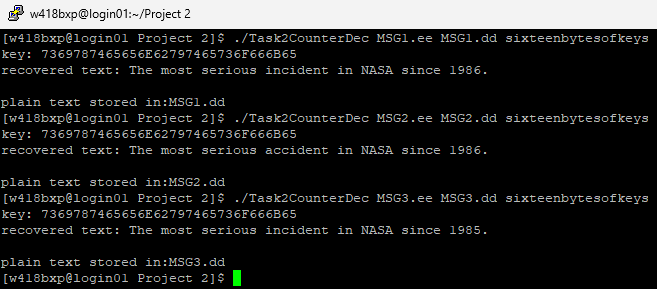 w418bxp@login01:~/Project 2
[w418bxp@login01 Project 2]$ ./Task2CounterDec MSG1.ee MSG1.dd sixteenbytesofkeys
key: 7369787465656E62797465736F666B65
recovered text: The most serious incident in NASA since 1986.
plain text stored in:MSG1.dd
[w418bxp@login01 Project 2]$ ./Task2CounterDec MSG2.ee MSG2.dd sixteenbytesofkeys
key: 7369787465656E62797465736F666B65
recovered text: The most serious accident in NASA since 1986.
plain text stored in:MSG2.dd
[w418bxp@login01 Project 2]$ ./Task2CounterDec MSG3.ee MSG3.dd sixteenbytesofkeys
key: 7369787465656E62797465736F666B65
recovered text: The most serious incident in NASA since 1985.
plain text stored in:MSG3.dd
[w418bxp@login01 Project 2]$